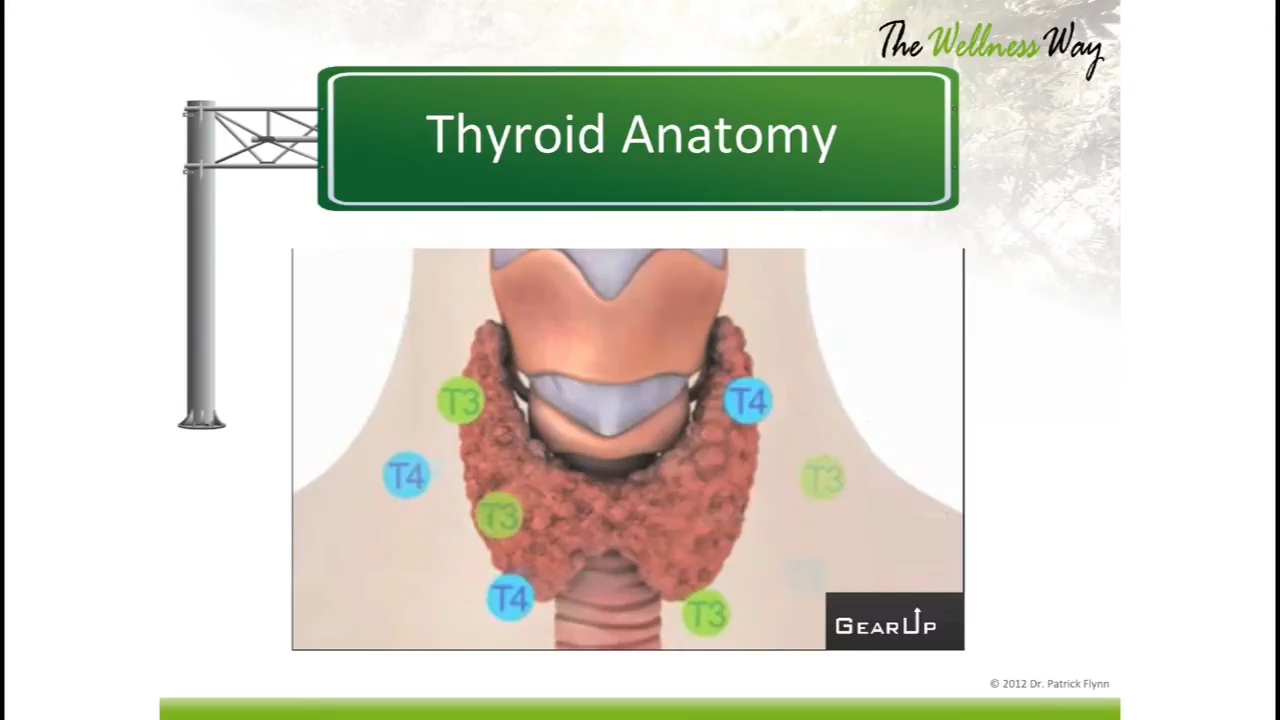 The Wellness Way
Thyroid Anatomy
T3
T4
T4
T3
T3
T4
T3
GEARUP
© 2012 Dr. Patrick Flynn